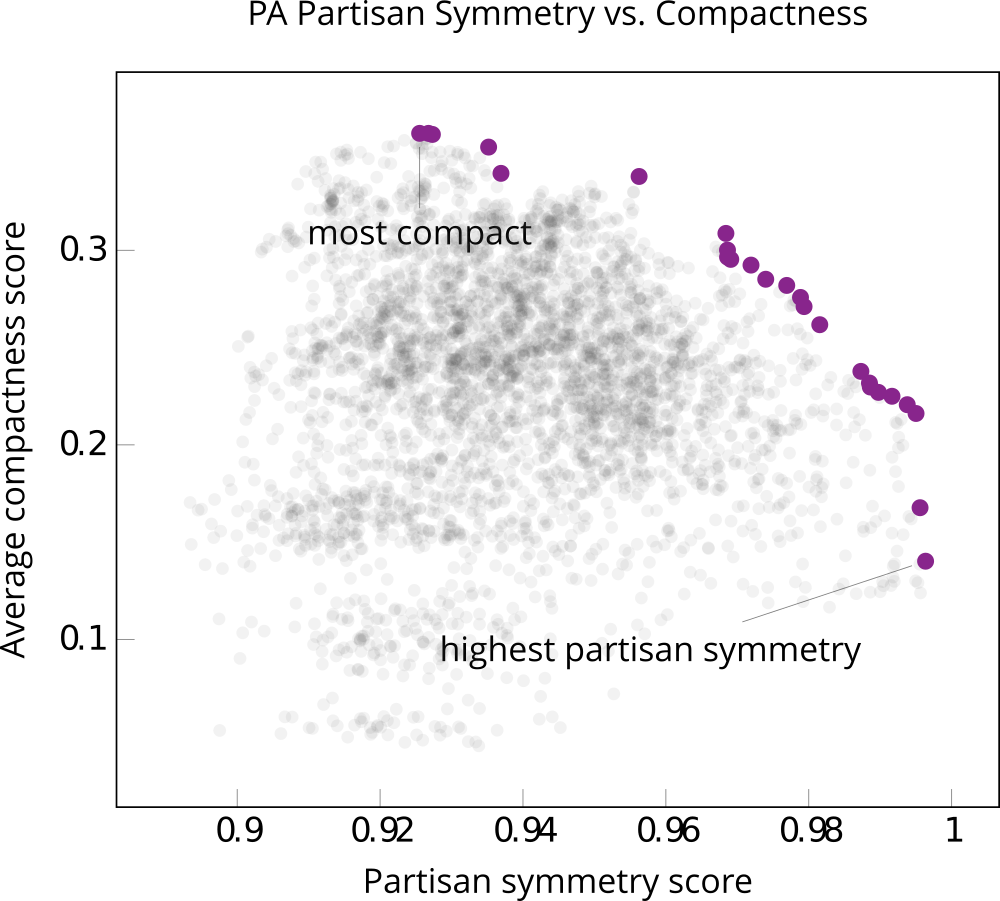 PA Partisan Symmetry vs. Compactness
Average compactness score
0.3
0.2
0.1
most compact
highest partisan symmetry
0.9 0.92 0.94 0.96 0.98 1
Partisan symmetry score